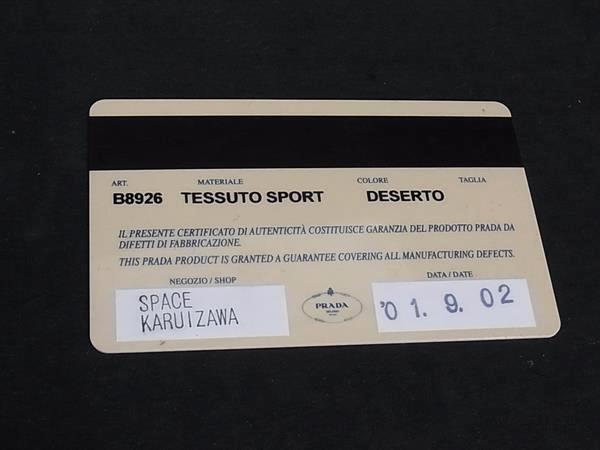 ART. MATERIALE COLORE TAGLIA
B8926 TESSUTO SPORT DESERTO
IL PRESENTE CERTIFICATO DI AUTENTICITÀ COSTITUISCE GARANZIA DEL PRODOTTO PRADA DA
DIFETTI DI FABBRICAZIONE.
THIS PRADA PRODUCT IS GRANTED A GUARANTEE COVERING ALL MANUFACTURING DEFECTS.
NEGOZIO / SHOP DATA / DATE
SPACE
KARUIZAWA
PRADA
MILANO
'01.9.02